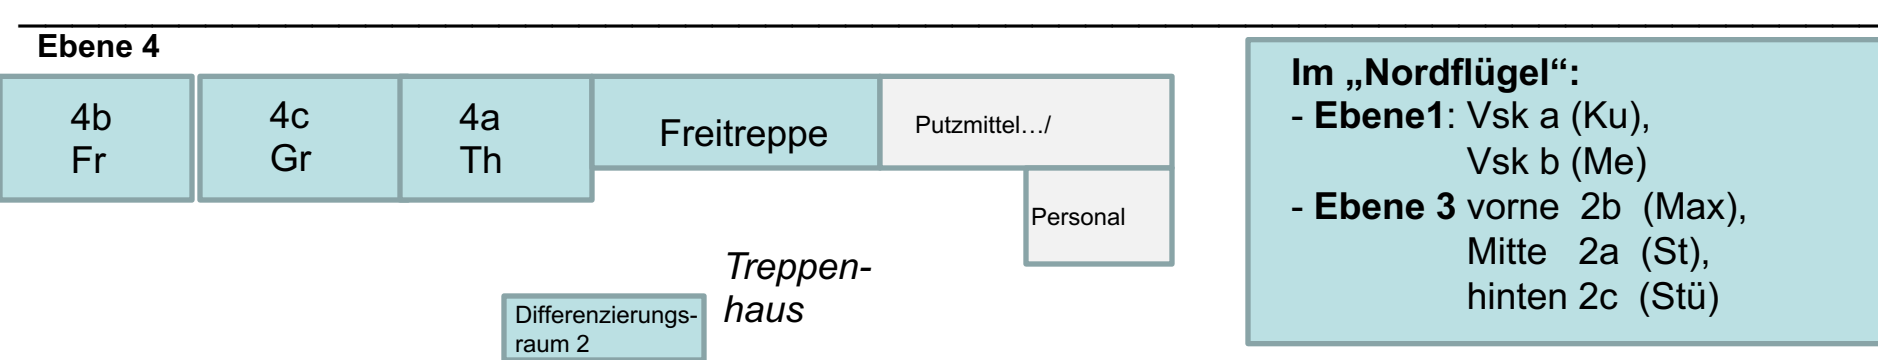 Ebene 4
4b
Fr
4c
Gr
4a
Th
Freitreppe
Putzmittel…/
Personal
Treppen-
haus
Differenzierungs-
raum 2
Im „Nordflügel“:
- Ebene1: Vsk a (Ku),
Vsk b (Me)
- Ebene 3 vorne 2b (Max),
Mitte 2a (St),
hinten 2c (Stü)